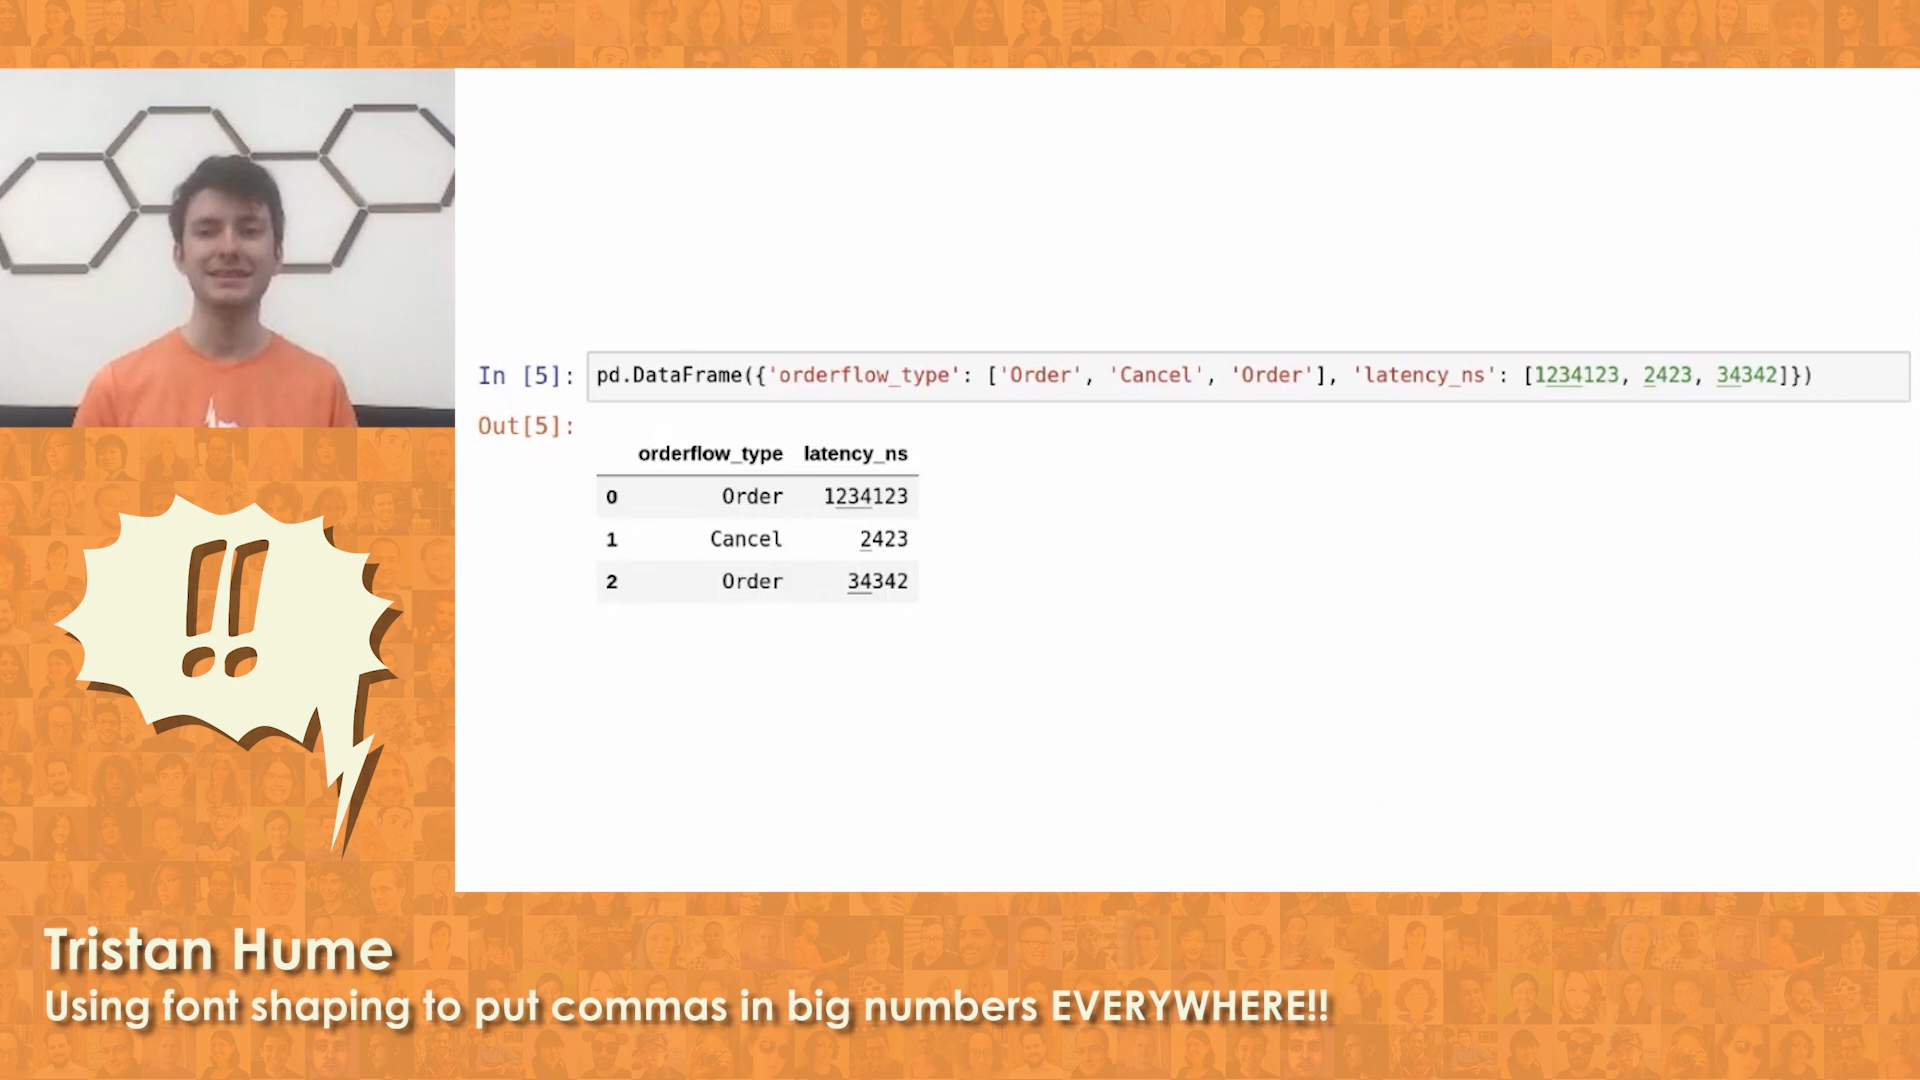 In [5]: pd.DataFrame({'orderflow_type': ['Order', 'Cancel', 'Order'], 'latency_ns': [1234123, 2423, 34342]})
Out[5]:
orderflow_type latency_ns
0 Order 1234123
1 Cancel 2423
2 Order 34342
!!
Tristan Hume
Using font shaping to put commas in big numbers EVERYWHERE!!